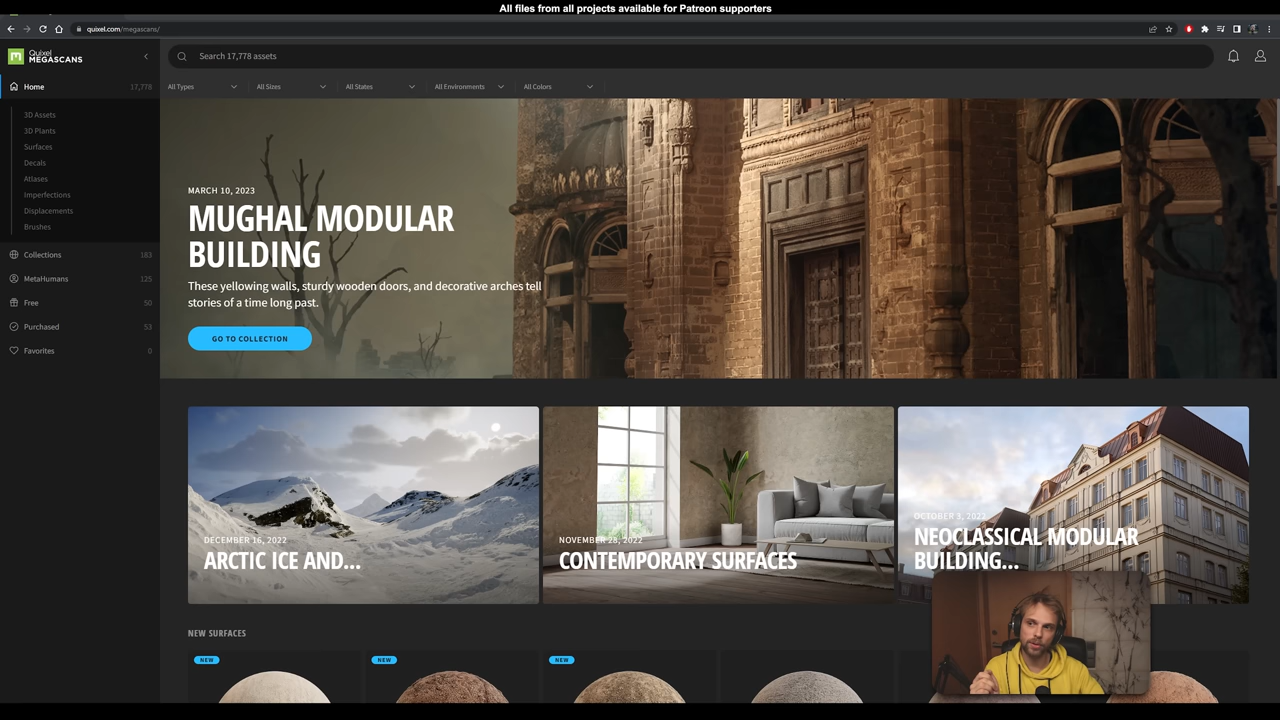 All files from all projects available for Patreon supporters
quixel.com/megascans/
Quixel
MEGASCANS
Search 17,778 assets
Home 17,778
All Types
All Sizes
All States
All Environments
All Colors
3D Assets
3D Plants
Surfaces
Decals
Atlases
Imperfections
Displacements
Brushes
Collections 183
MetaHumans 125
Free 50
Purchased 53
Favorites 0
MARCH 10, 2023
MUGHAL MODULAR
BUILDING
These yellowing walls, sturdy wooden doors, and decorative arches tell
stories of a time long past.
GO TO COLLECTION
DECEMBER 16, 2022
ARCTIC ICE AND...
NOVEMBER 28, 2022
CONTEMPORARY SURFACES
OCTOBER 3, 2022
NEOCLASSICAL MODULAR
BUILDING...
NEW SURFACES
NEW
NEW
NEW